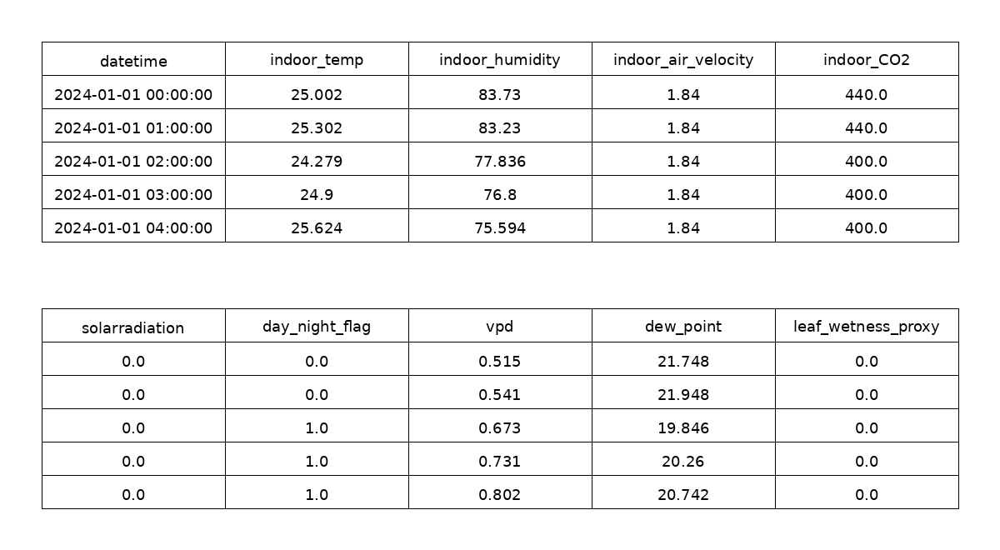 datetime indoor_temp indoor_humidity indoor_air_velocity indoor_CO2
2024-01-01 00:00:00 25.002 83.73 1.84 440.0
2024-01-01 01:00:00 25.302 83.23 1.84 440.0
2024-01-01 02:00:00 24.279 77.836 1.84 400.0
2024-01-01 03:00:00 24.9 76.8 1.84 400.0
2024-01-01 04:00:00 25.624 75.594 1.84 400.0
solarradiation day_night_flag vpd dew_point leaf_wetness_proxy
0.0 0.0 0.515 21.748 0.0
0.0 0.0 0.541 21.948 0.0
0.0 1.0 0.673 19.846 0.0
0.0 1.0 0.731 20.26 0.0
0.0 1.0 0.802 20.742 0.0